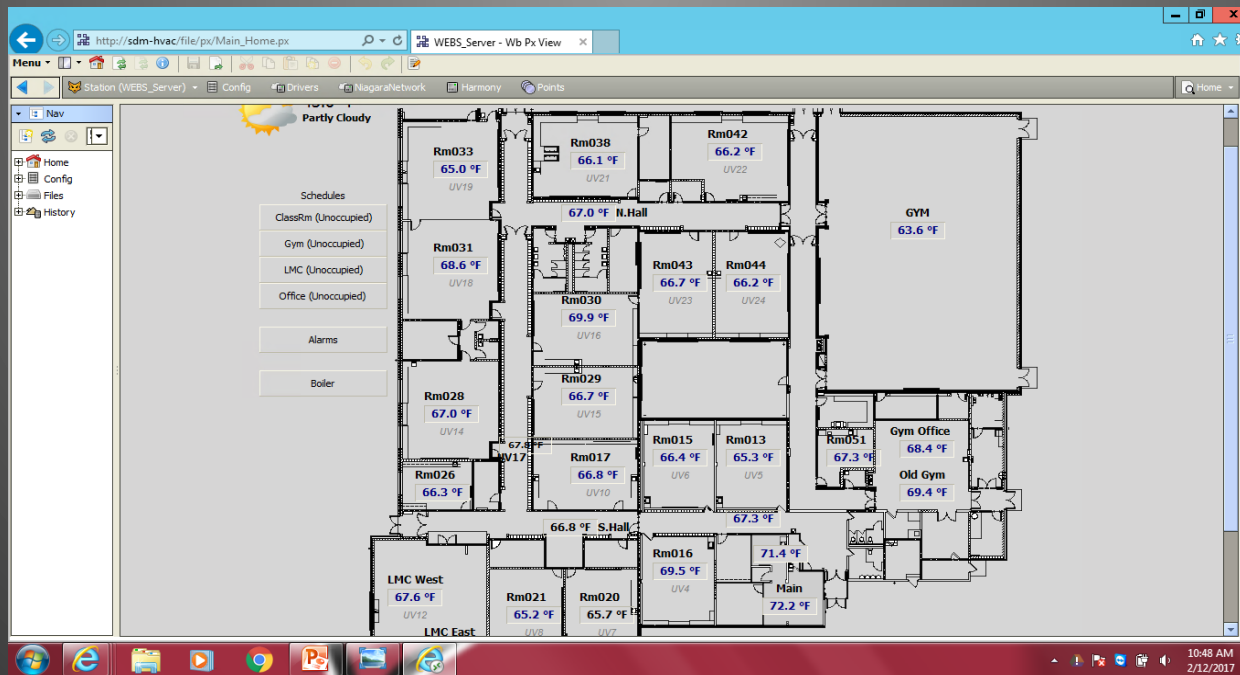 http://sdm-hvac/file/px/Main_Home.px
WEBS_Server - Wb Px View
Menu
Station (WEBS_Server)
Config
Drivers
NiagaraNetwork
Harmony
Points
Home
Nav
Home
Config
Files
History
Partly Cloudy
Schedules
ClassRm (Unoccupied)
Gym (Unoccupied)
LMC (Unoccupied)
Office (Unoccupied)
Alarms
Boiler
Rm033
65.0 °F
UV19
Rm038
66.1 °F
UV21
Rm042
66.2 °F
UV22
67.0 °F N.Hall
GYM
63.6 °F
Rm031
68.6 °F
UV18
Rm043
66.7 °F
UV23
Rm044
66.2 °F
UV24
Rm030
69.9 °F
UV16
Rm029
66.7 °F
UV15
Rm028
67.0 °F
UV14
UV17
Rm017
66.8 °F
UV10
Rm015
66.4 °F
UV6
Rm013
65.3 °F
UV5
Rm051
67.3 °F
Gym Office
68.4 °F
Old Gym
69.4 °F
Rm026
66.3 °F
66.8 °F S.Hall
67.3 °F
Rm016
69.5 °F
UV4
71.4 °F
Main
72.2 °F
LMC West
67.6 °F
UV12
LMC East
Rm021
65.2 °F
UV8
Rm020
65.7 °F
UV7
10:48 AM
2/12/2017